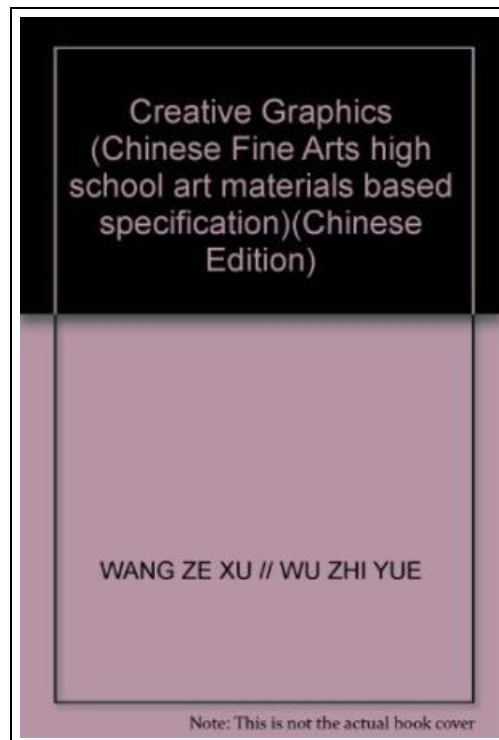 Creative Graphics
(Chinese Fine Arts high
school art materials based
specification)(Chinese
Edition)
WANG ZE XU // WU ZHI YUE
Note: This is not the actual book cover